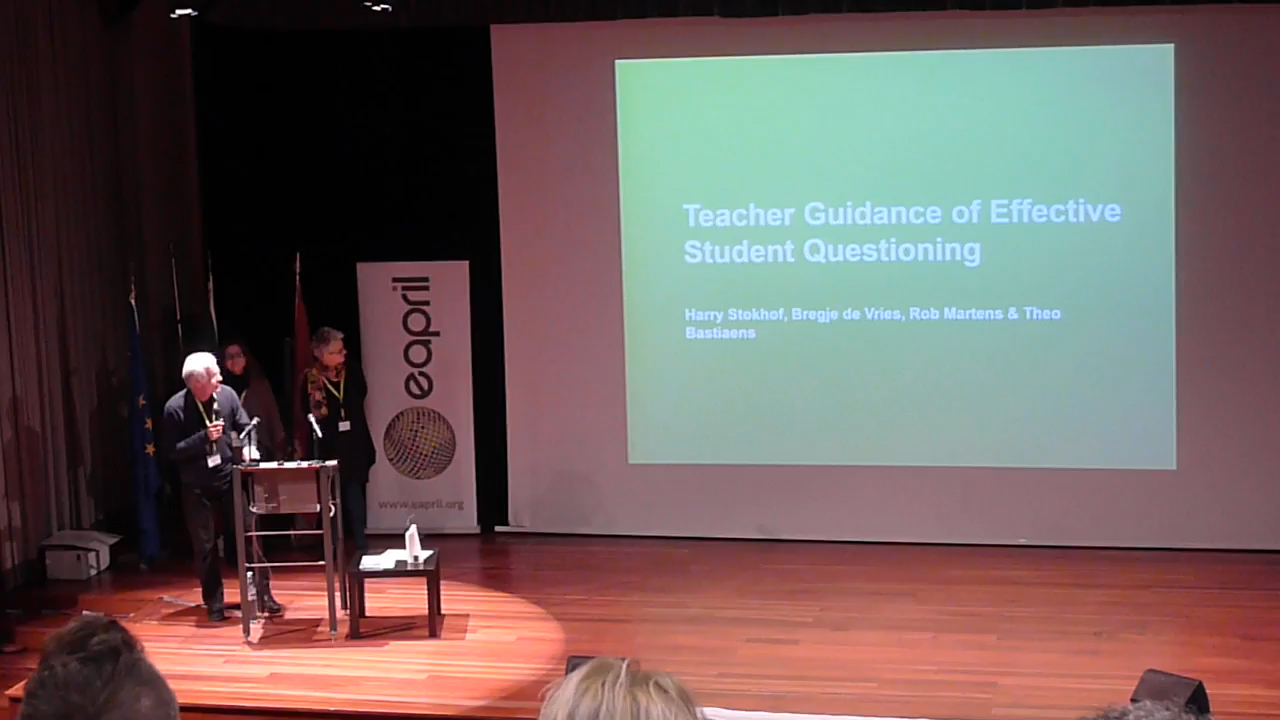 Teacher Guidance of Effective
Student Questioning
Harry Stokhof, Bregje de Vries, Rob Martens & Theo
Bastiaens
eapril
www.eapril.org